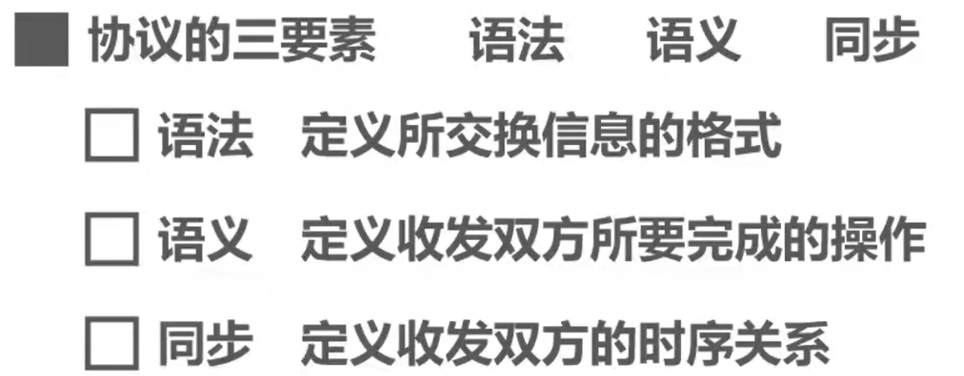 ■ 协议的三要素 语法 语义 同步
□ 语法 定义所交换信息的格式
□ 语义 定义收发双方所要完成的操作
□ 同步 定义收发双方的时序关系